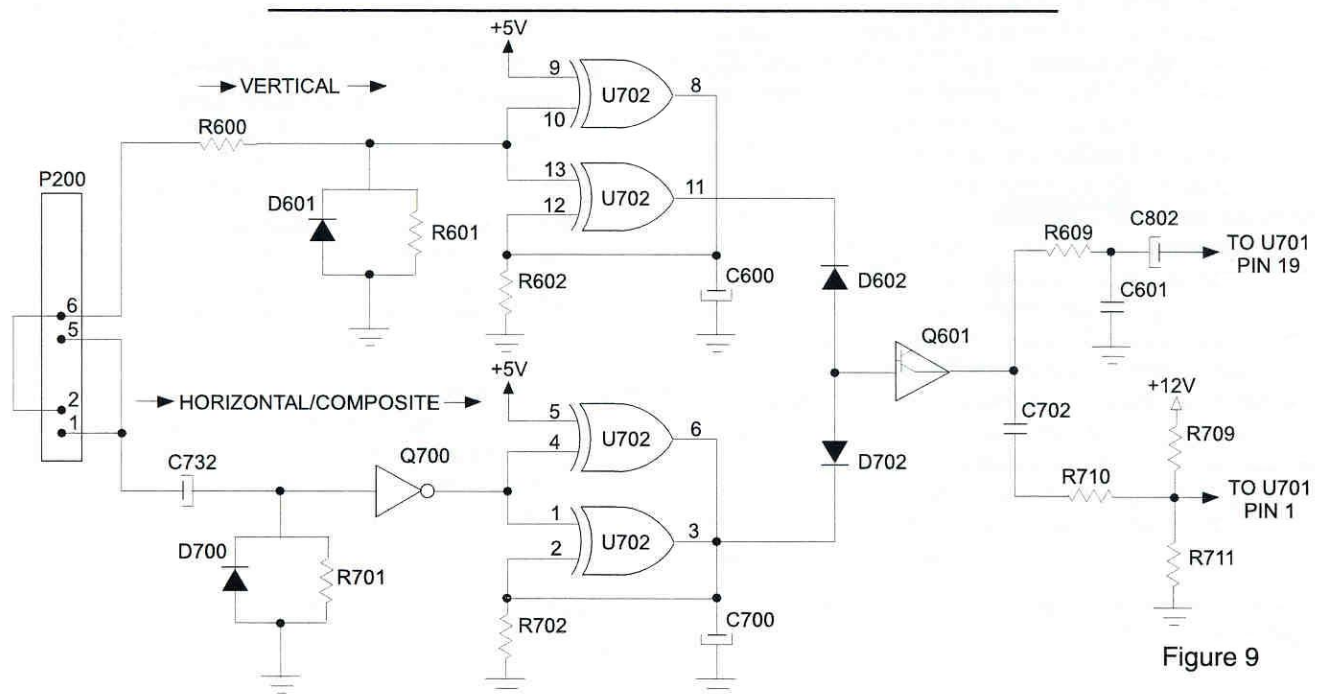 +5V
9
VERTICAL
U702
8
10
R600
P200
13
D601
U702
11
12
R601
C802
R609
TO U701
PIN 19
R602
C600
D602
C601
6
5
Q601
+5V
+12V
HORIZONTAL/COMPOSITE
5
2
U702
6
C702
1
4
R709
C732
Q700
D702
R710
TO U701
PIN 1
1
D700
U702
3
R701
2
R711
R702
C700
Figure 9